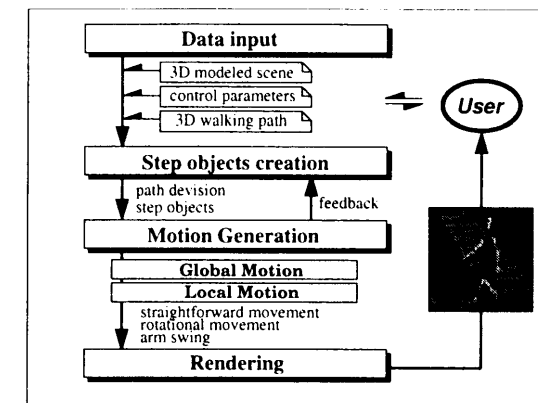 Data input
3D modeled scene
control parameters
3D walking path
User
Step objects creation
path devision
step objects
feedback
Motion Generation
Global Motion
Local Motion
straightforward movement
rotational movement
arm swing
Rendering